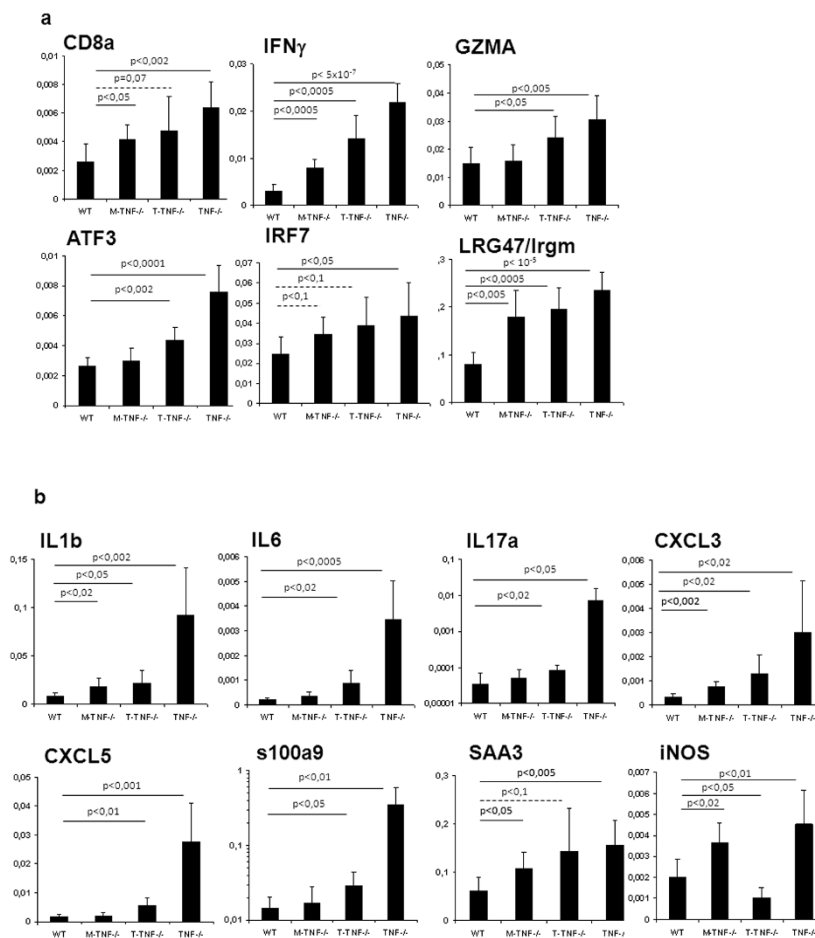 a
CD8a
0,01
0,008
0,006
0,004
0,002
0
p<0,002
p=0,07
p<0,05
WT M-TNF-/- T-TNF-/- TNF-/-
IFNγ
0,03
0,02
0,01
0
p< 5x10⁻⁷
p<0,0005
p<0,0005
WT M-TNF-/- T-TNF-/- TNF-/-
GZMA
0,05
0,04
0,03
0,02
0,01
0
p<0,005
p<0,05
WT M-TNF-/- T-TNF-/- TNF-/-
ATF3
0,01
0,008
0,006
0,004
0,002
0
p<0,0001
p<0,002
WT M-TNF-/- T-TNF-/- TNF-/-
IRF7
0,07
0,06
0,05
0,04
0,03
0,02
0,01
0
p<0,05
p<0,1
p<0,1
WT M-TNF-/- T-TNF-/- TNF-/-
LRG47/Irgm
,3
,2
,1
0
p< 10⁻⁵
p<0,0005
p<0,005
WT M-TNF-/- T-TNF-/- TNF-/-
b
IL1b
0,15
0,1
0,05
0
p<0,002
p<0,05
p<0,02
WT M-TNF-/- T-TNF-/- TNF-/-
IL6
0,006
0,005
0,004
0,003
0,002
0,001
0
p<0,0005
p<0,02
WT M-TNF-/- T-TNF-/- TNF-/-
IL17a
0,1
0,01
0,0001
0,00001
p<0,05
p<0,02
WT M-TNF-/- T-TNF-/- TNF-/-
CXCL3
0,006
0,005
0,004
0,003
0,002
0,001
0
p<0,02
p<0,02
p<0,002
WT M-TNF-/- T-TNF-/- TNF-/-
CXCL5
0,05
0,04
0,03
0,02
0,01
0
p<0,001
p<0,01
WT M-TNF-/- T-TNF-/- TNF-/-
s100a9
1
0,1
0,01
p<0,01
p<0,05
WT M-TNF-/- T-TNF-/- TNF-/-
SAA3
0,3
0,2
0,1
0
p<0,005
p<0,1
p<0,05
WT M-TNF-/- T-TNF-/- TNF-/-
iNOS
0,007
0,006
0,005
0,004
0,003
0,002
0,001
0
p<0,01
p<0,05
p<0,02
WT M-TNF-/- T-TNF-/- TNF-/-